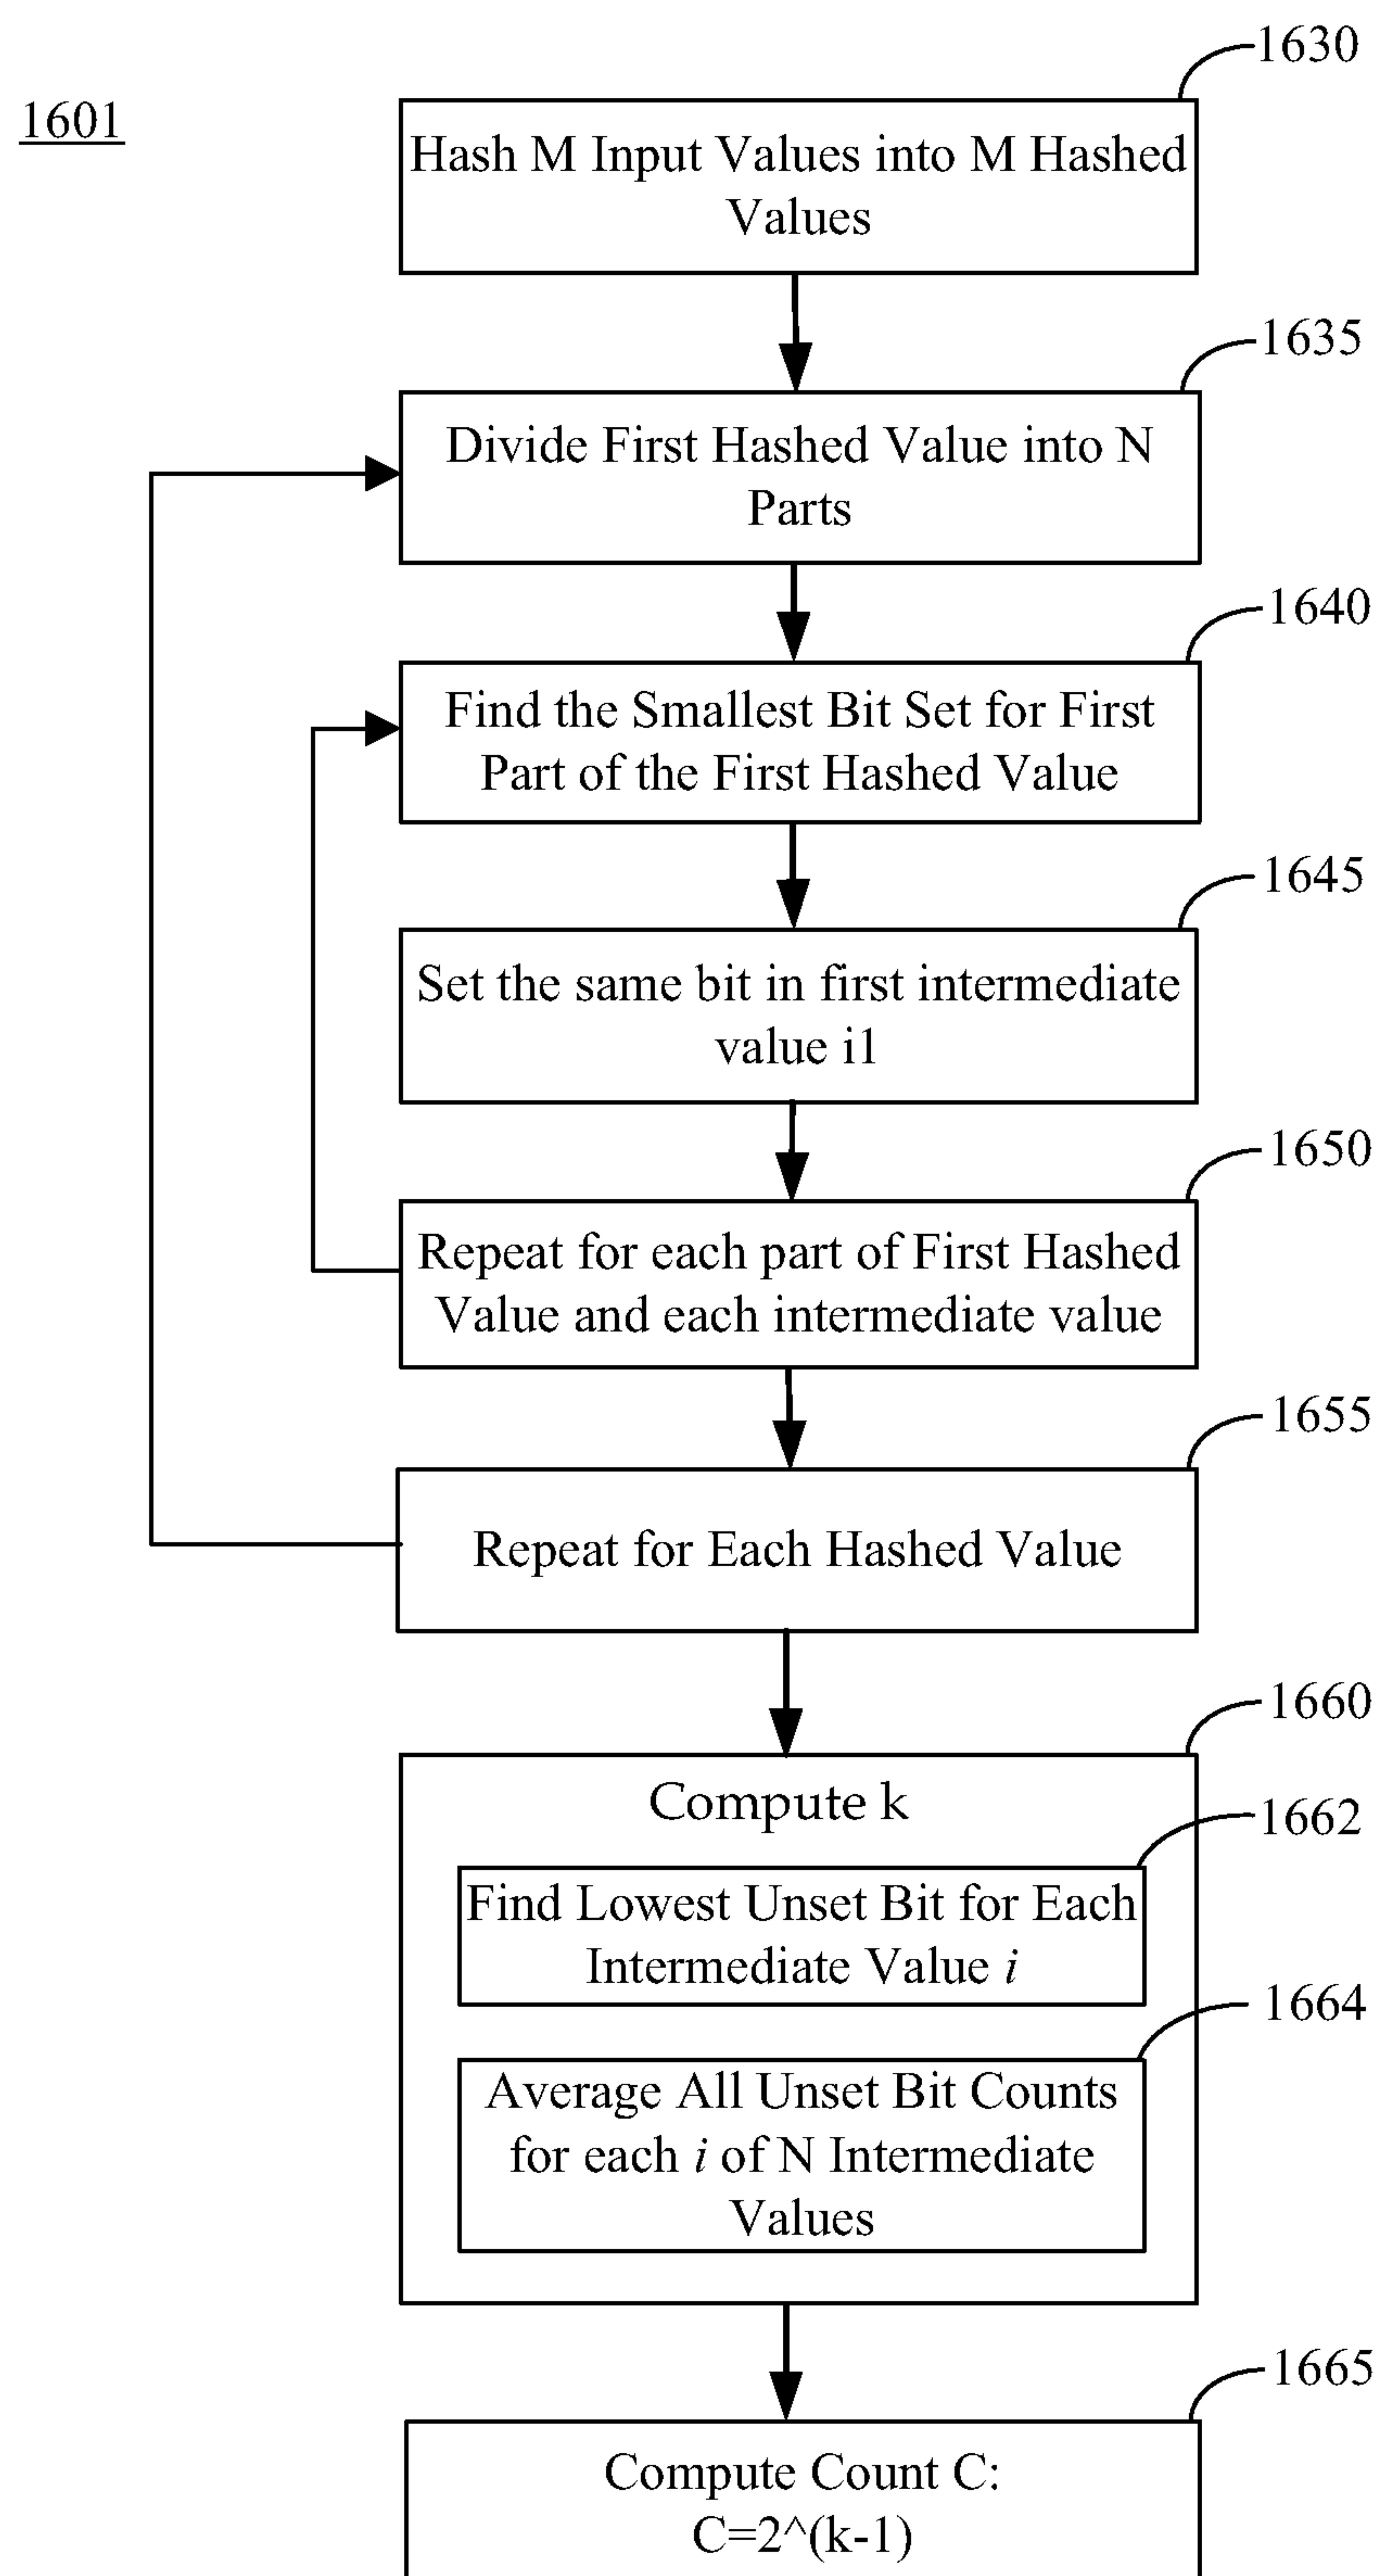 1630
1601
Hash M Input Values into M Hashed
Values
1635
Divide First Hashed Value into N
Parts
1640
Find the Smallest Bit Set for First
Part of the First Hashed Value
1645
Set the same bit in first intermediate
value i1
1650
Repeat for each part of First Hashed
Value and each intermediate value
1655
Repeat for Each Hashed Value
1660
Compute k
1662
Find Lowest Unset Bit for Each
Intermediate Value i
1664
Average All Unset Bit Counts
for each i of N Intermediate
Values
1665
Compute Count C:
C=2^(k-1)